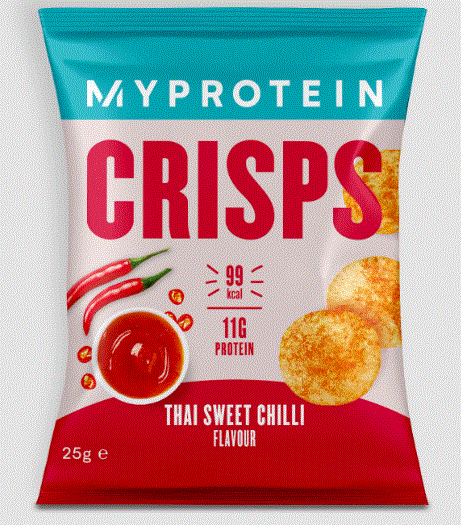 MYPROTEIN
CRISPS
99
kcal
11G
PROTEIN
THAI SWEET CHILLI
FLAVOUR
25g ℮